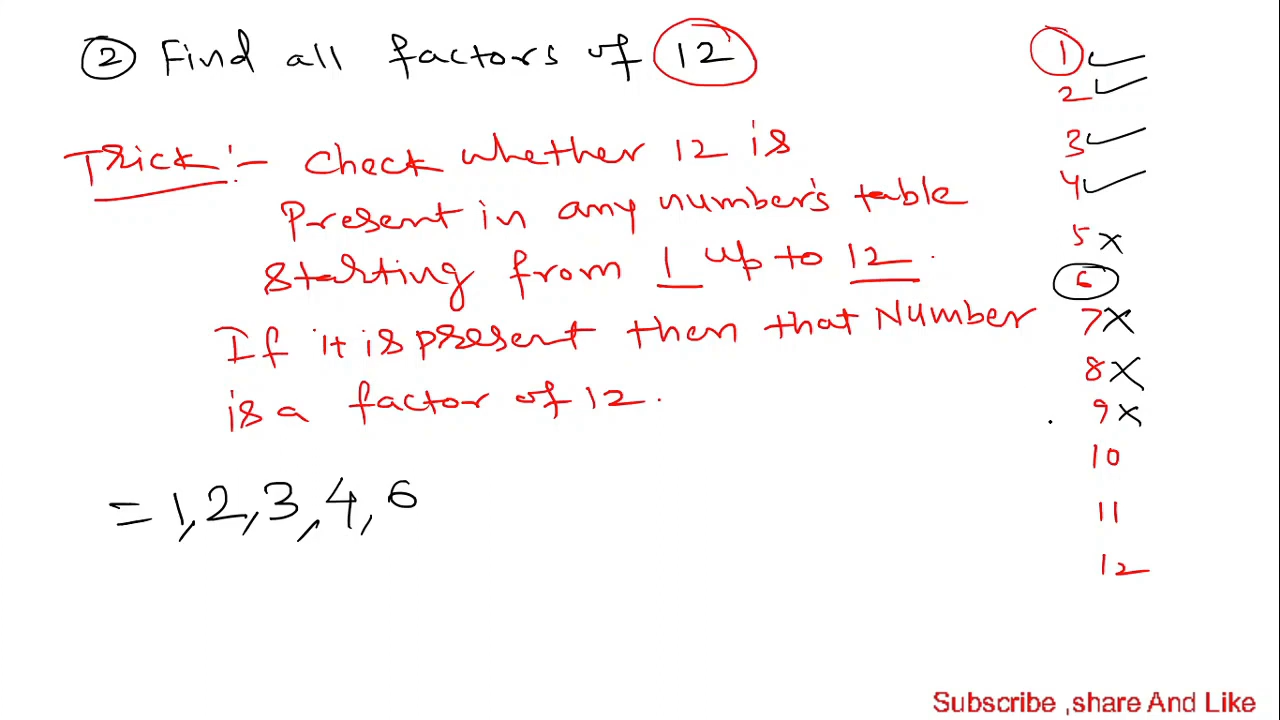 ② Find all factors of 12
Trick :- Check whether 12 is
Present in any number's table
Starting from 1 up to 12.
If it is present then that Number
is a factor of 12.
= 1, 2, 3, 4, 6
1 ✓
2 ✓
3 ✓
4 ✓
5 ×
6
7 ×
8 ×
9 ×
10
11
12
Subscribe ,share And Like